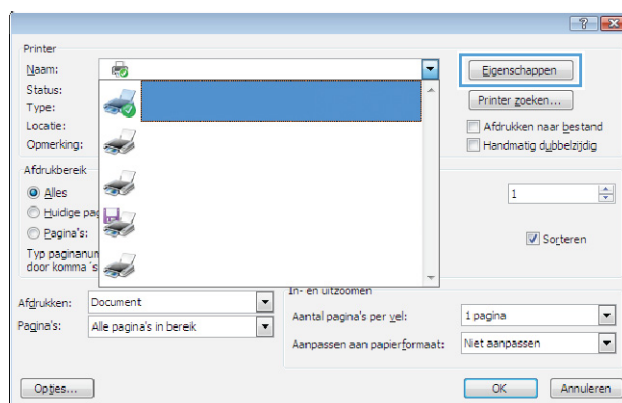 Printer
Naam:
Eigenschappen
Status:
Type:
Printer zoeken...
Locatie:
Afdrukken naar bestand
Opmerking:
Handmatig dubbelzijdig
Afdrukbereik
Alles
1
Huidige pag
Pagina's:
Sorteren
Typ paginanum
door komma 's
In- en uitzoomen
Afdrukken:
Document
Aantal pagina's per vel:
1 pagina
Pagina's:
Alle pagina's in bereik
Aanpassen aan papierformaat:
Niet aanpassen
Opties...
OK
Annuleren